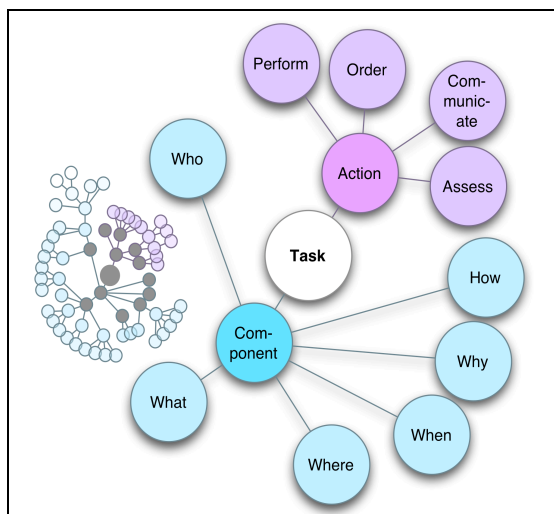 Perform
Order
Com-
munic-
ate
Who
Action
Assess
Task
How
Com-
ponent
Why
What
When
Where